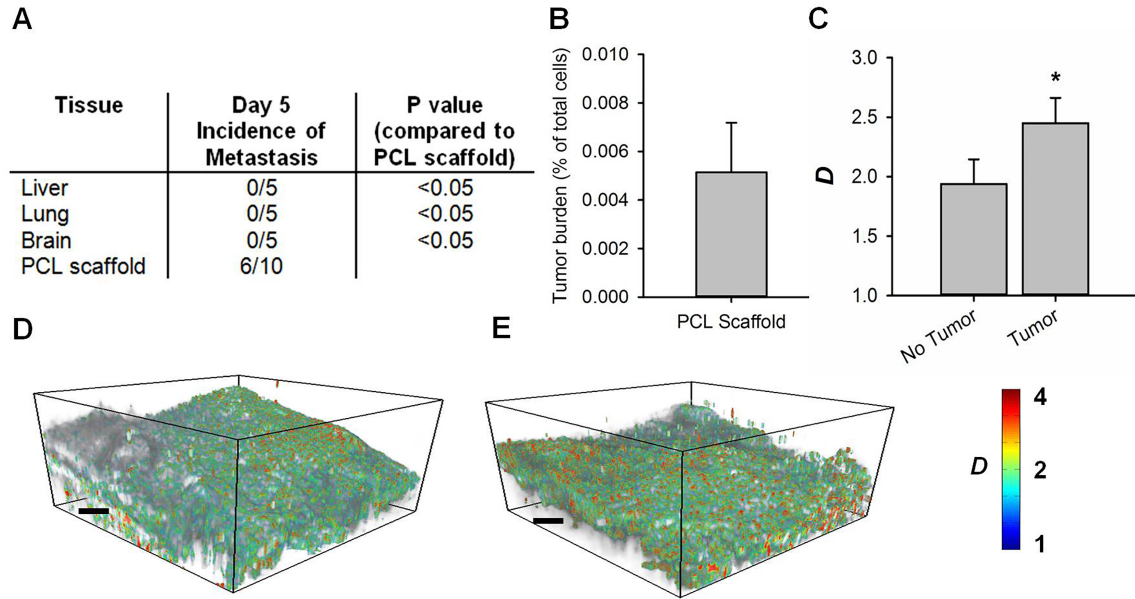 A
Tissue
Day 5
Incidence of
Metastasis
P value
(compared to
PCL scaffold)
Liver 0/5 <0.05
Lung 0/5 <0.05
Brain 0/5 <0.05
PCL scaffold 6/10
B
Tumor burden (% of total cells)
0.010
0.008
0.006
0.004
0.002
0.000
PCL Scaffold
C
D
3.0
2.5
2.0
1.5
1.0
*
No Tumor
Tumor
D
E
D
4
2
1